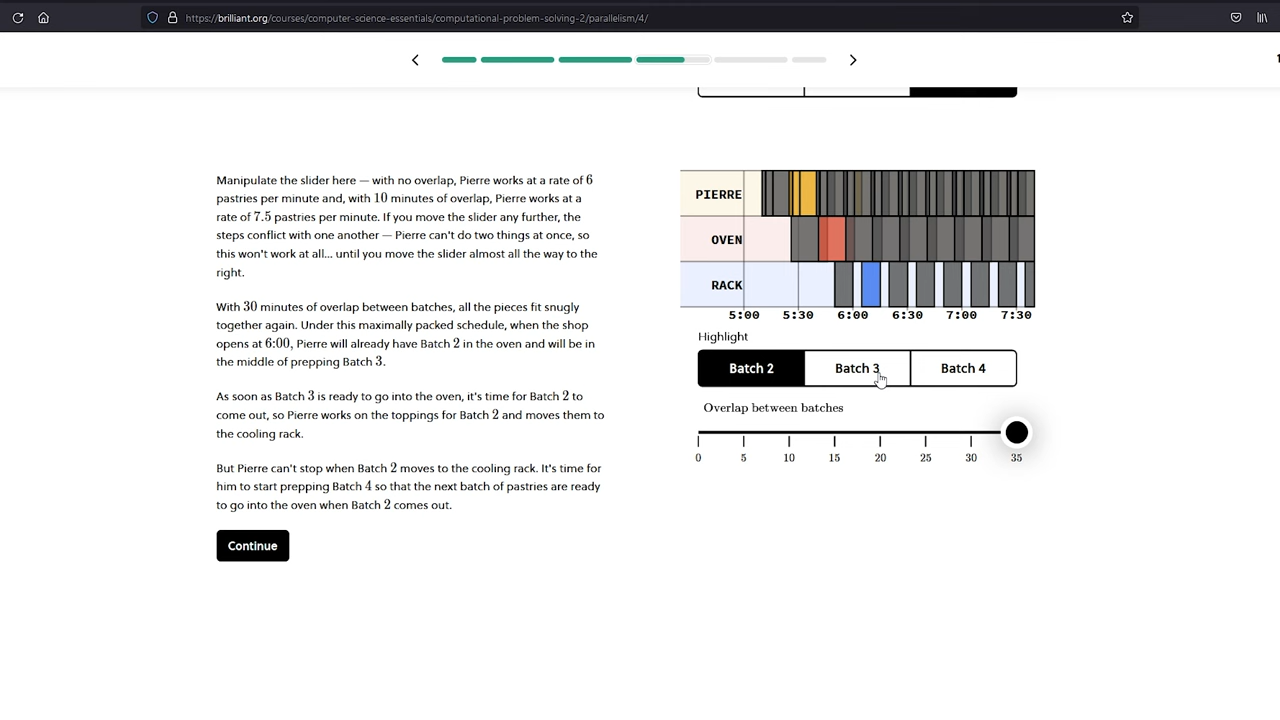 https://brilliant.org/courses/computer-science-essentials/computational-problem-solving-2/parallelism/4/
Manipulate the slider here — with no overlap, Pierre works at a rate of 6
pastries per minute and, with 10 minutes of overlap, Pierre works at a
rate of 7.5 pastries per minute. If you move the slider any further, the
steps conflict with one another — Pierre can't do two things at once, so
this won't work at all... until you move the slider almost all the way to the
right.
With 30 minutes of overlap between batches, all the pieces fit snugly
together again. Under this maximally packed schedule, when the shop
opens at 6:00, Pierre will already have Batch 2 in the oven and will be in
the middle of prepping Batch 3.
As soon as Batch 3 is ready to go into the oven, it's time for Batch 2 to
come out, so Pierre works on the toppings for Batch 2 and moves them to
the cooling rack.
But Pierre can't stop when Batch 2 moves to the cooling rack. It's time for
him to start prepping Batch 4 so that the next batch of pastries are ready
to go into the oven when Batch 2 comes out.
Continue
PIERRE
OVEN
RACK
5:00 5:30 6:00 6:30 7:00 7:30
Highlight
Batch 2 Batch 3 Batch 4
Overlap between batches
0 5 10 15 20 25 30 35